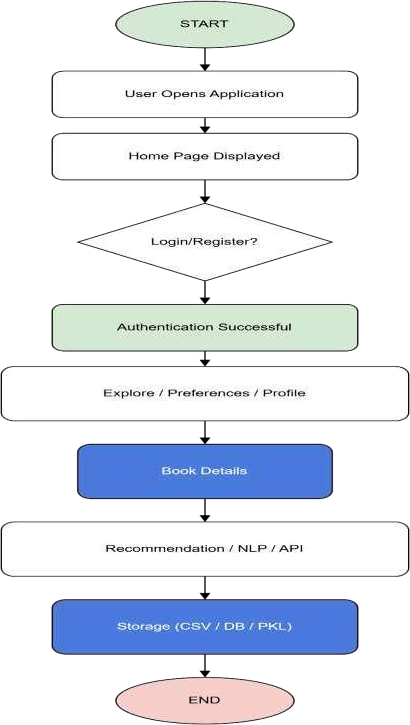 START
User Opens Application
Home Page Displayed
Login/Register?
Authentication Successful
Explore / Preferences / Profile
Book Details
Recommendation / NLP / API
Storage (CSV / DB / PKL)
END